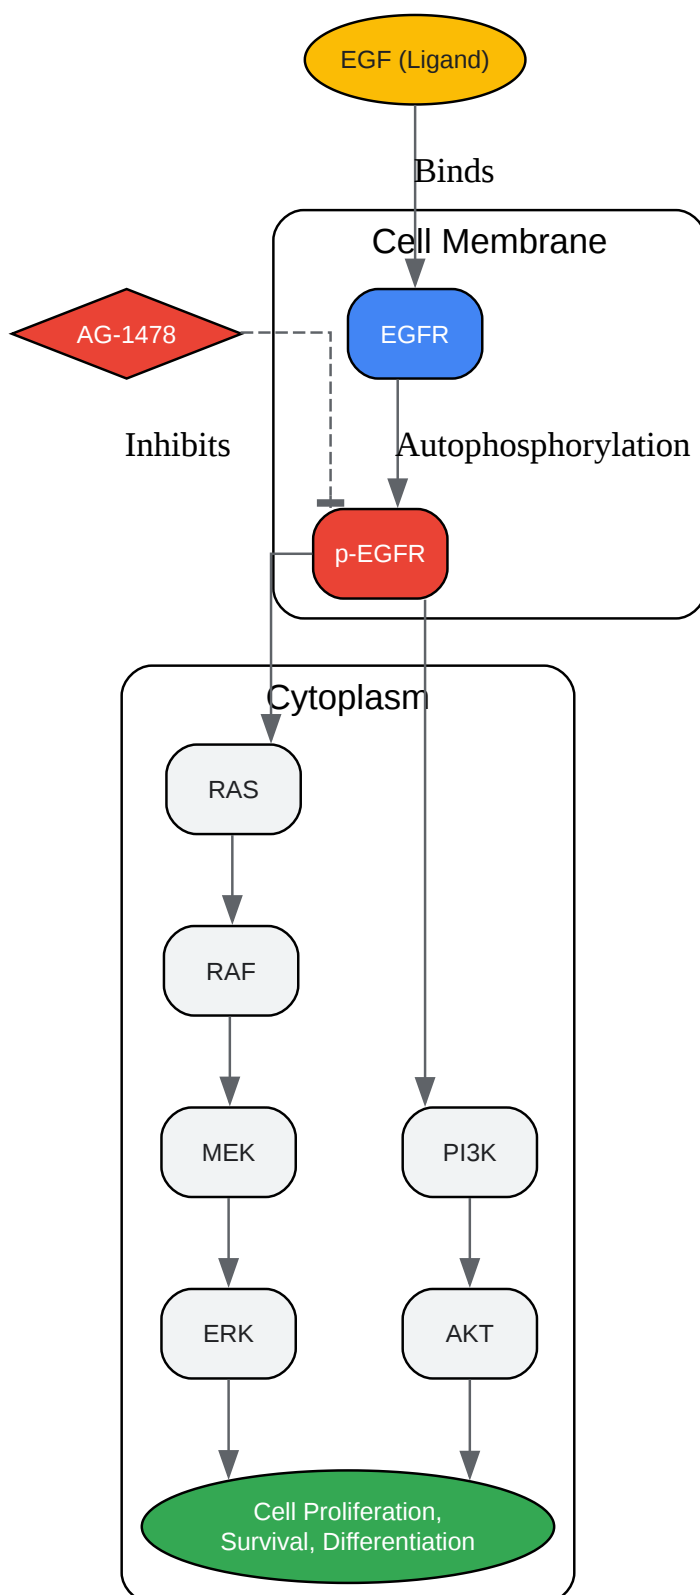 EGF (Ligand)
Binds
Cell Membrane
AG-1478
EGFR
Inhibits
Autophosphorylation
p-EGFR
Cytoplasm
RAS
RAF
MEK
PI3K
ERK
AKT
Cell Proliferation,
Survival, Differentiation